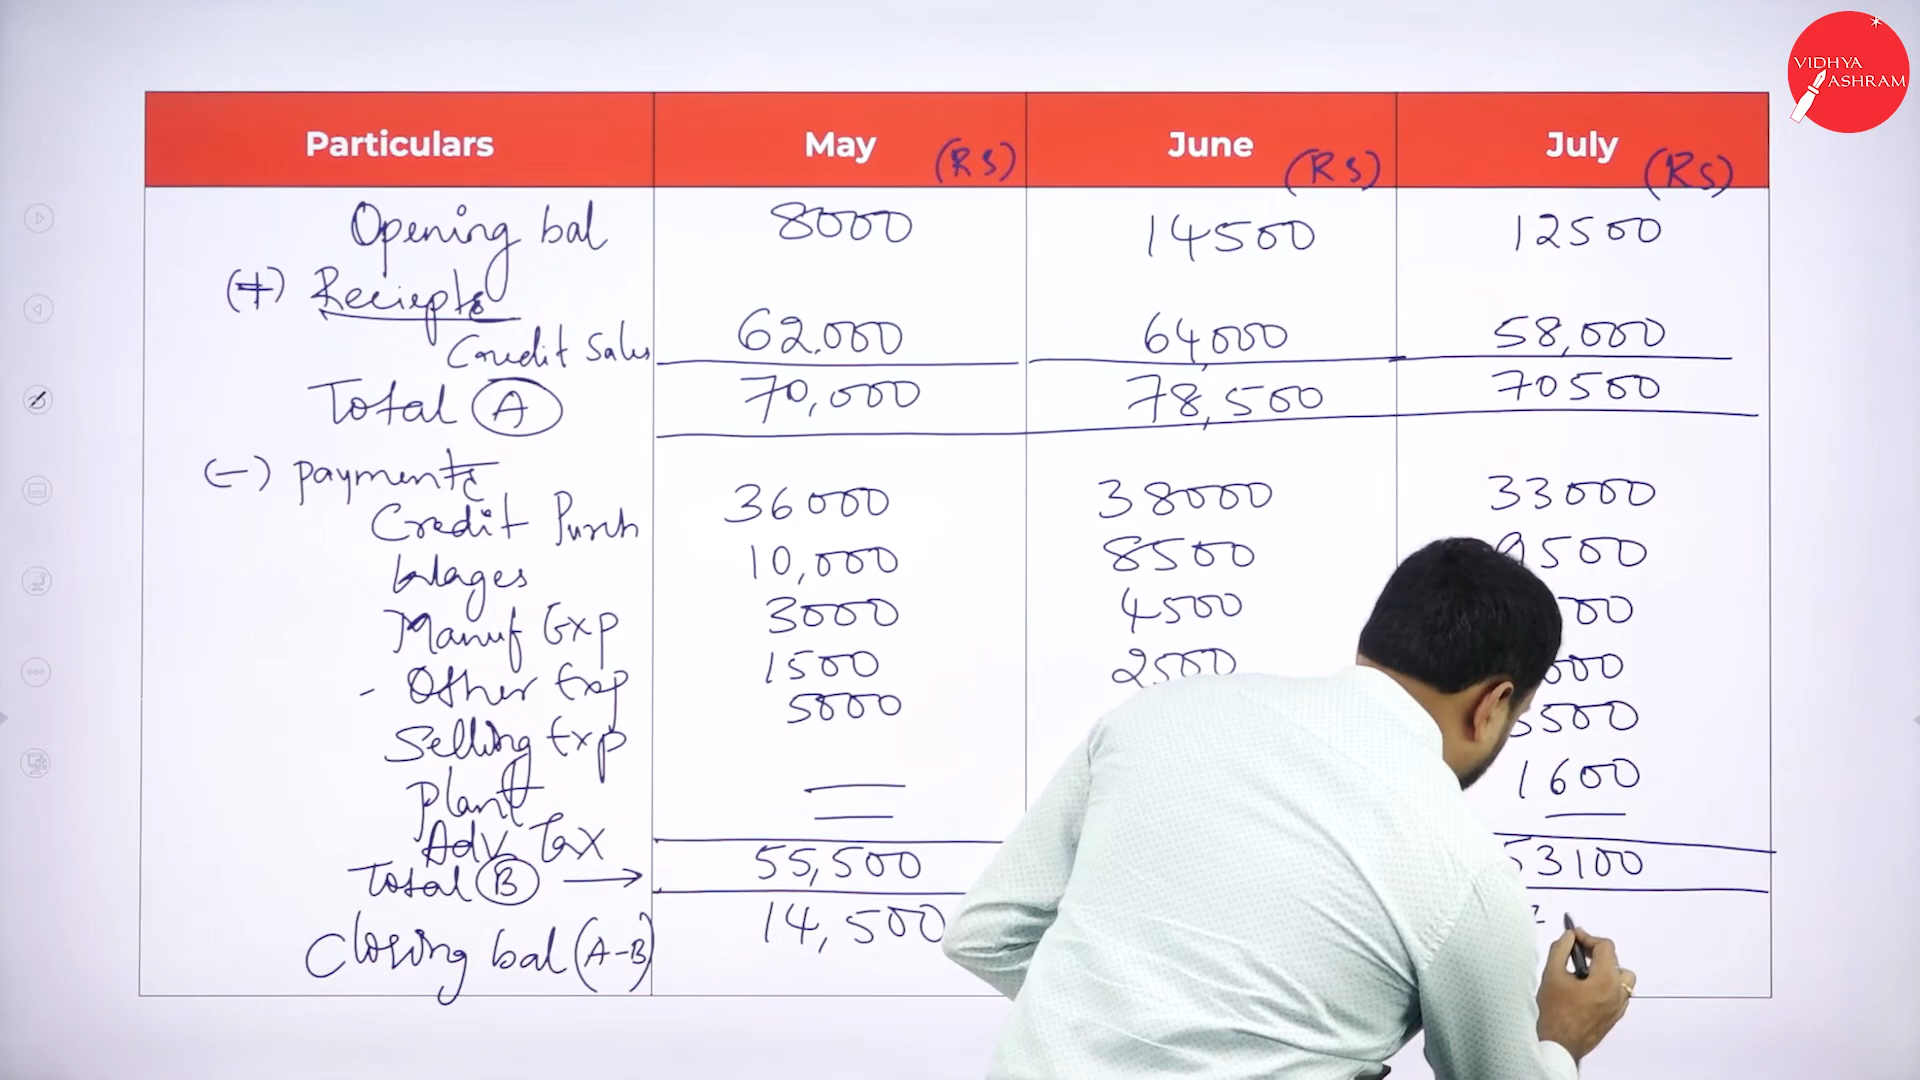 VIDHYA
ASHRAM
Particulars May (RS) June (RS) July (RS)
Opening bal 8000 14500 12500
(+) Reciepts
Credit Sales 62.000 64,000 58,000
Total (A) 70,000 78,500 70500
(-) Payments
Credit Purch 36000 38000 33000
Wages 10,000 8500 9500
Manuf Exp 3000 4500
- Other Exp 1500 2500
Selling Exp 5000
Plant 1600
Adv Tax
Total (B) → 55,500 53100
Closing bal (A-B) 14,500